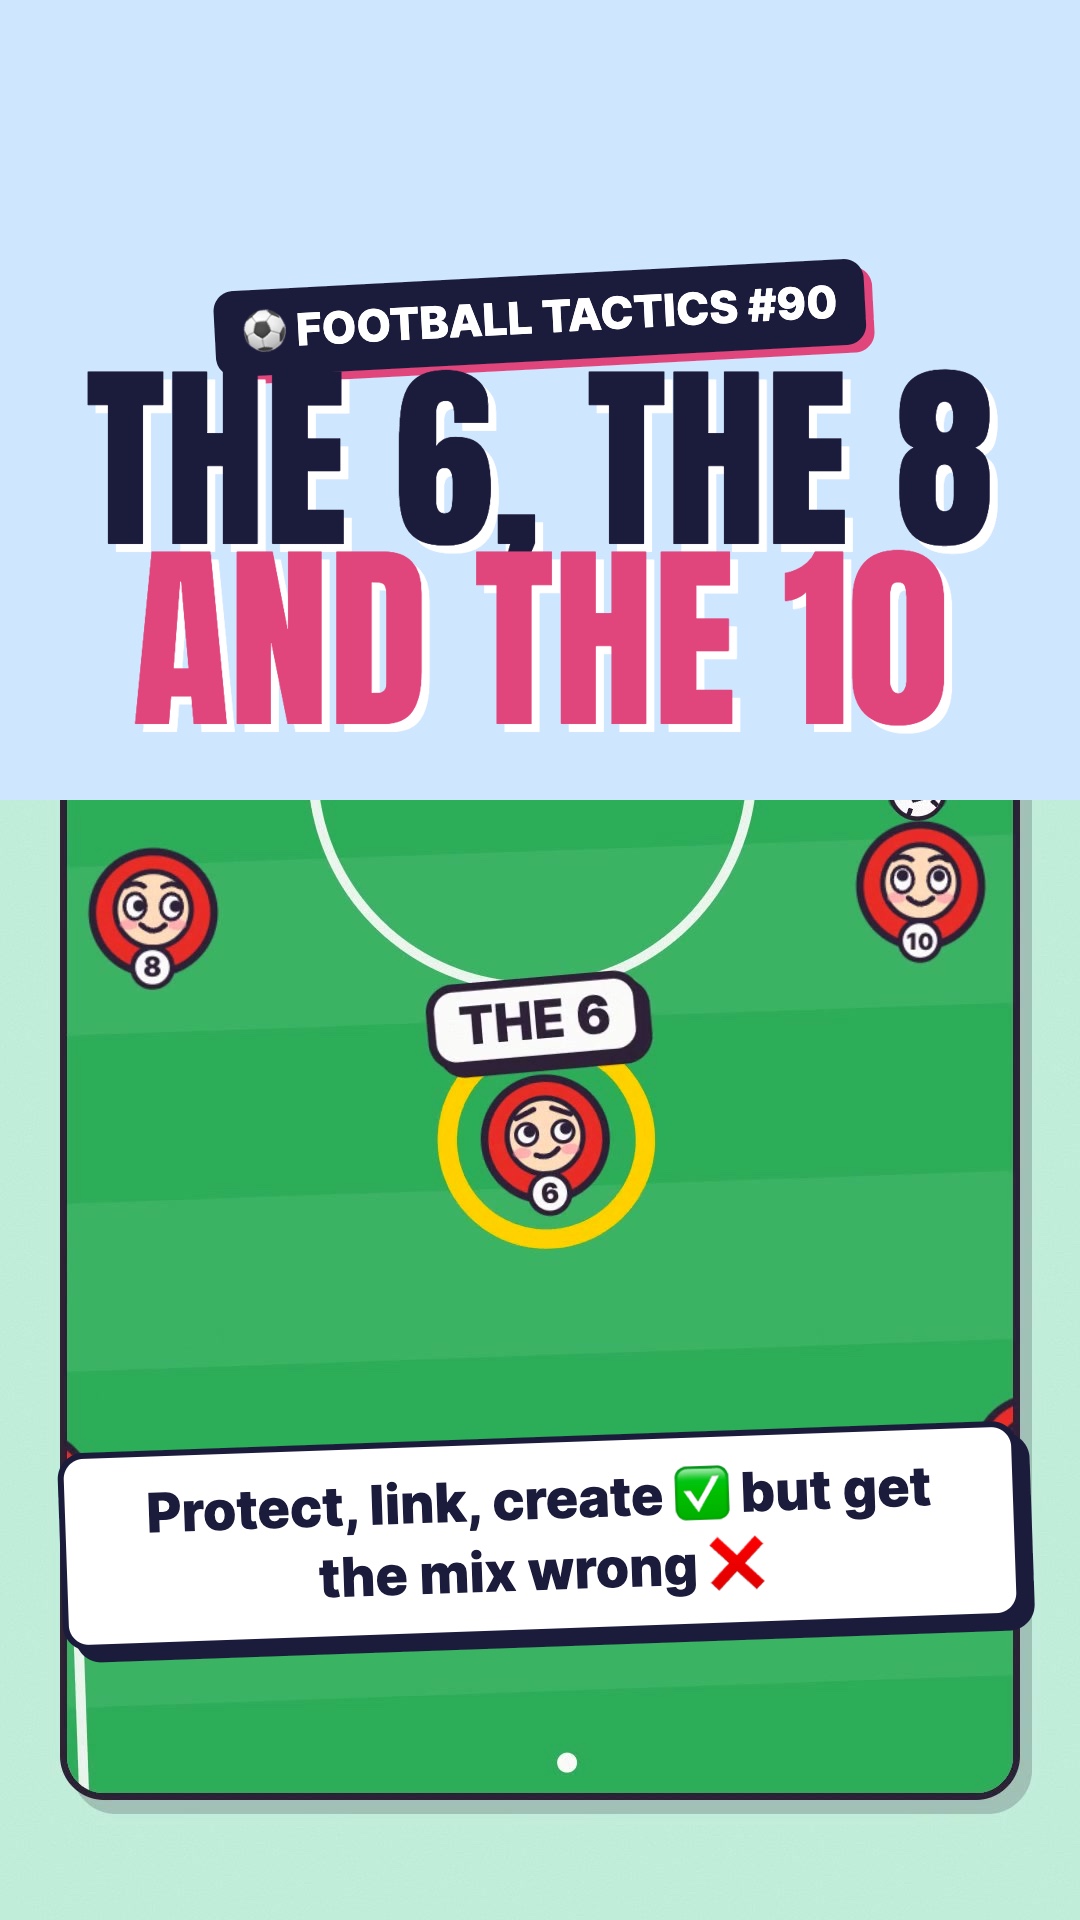 ⚽ FOOTBALL TACTICS #90
THE 6, THE 8
AND THE 10
8
10
THE 6
6
Protect, link, create ✅ but get
the mix wrong ❌